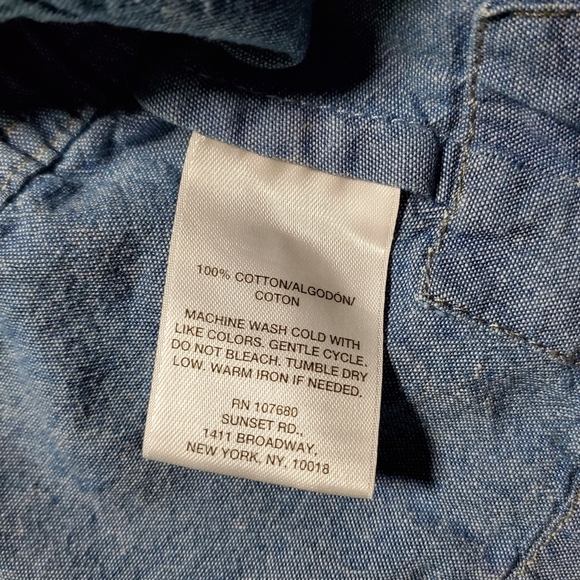 100% COTTON/ALGODÓN/
COTON
MACHINE WASH COLD WITH
LIKE COLORS. GENTLE CYCLE.
DO NOT BLEACH. TUMBLE DRY
LOW. WARM IRON IF NEEDED.
RN 107680
SUNSET RD.,
1411 BROADWAY,
NEW YORK, NY, 10018